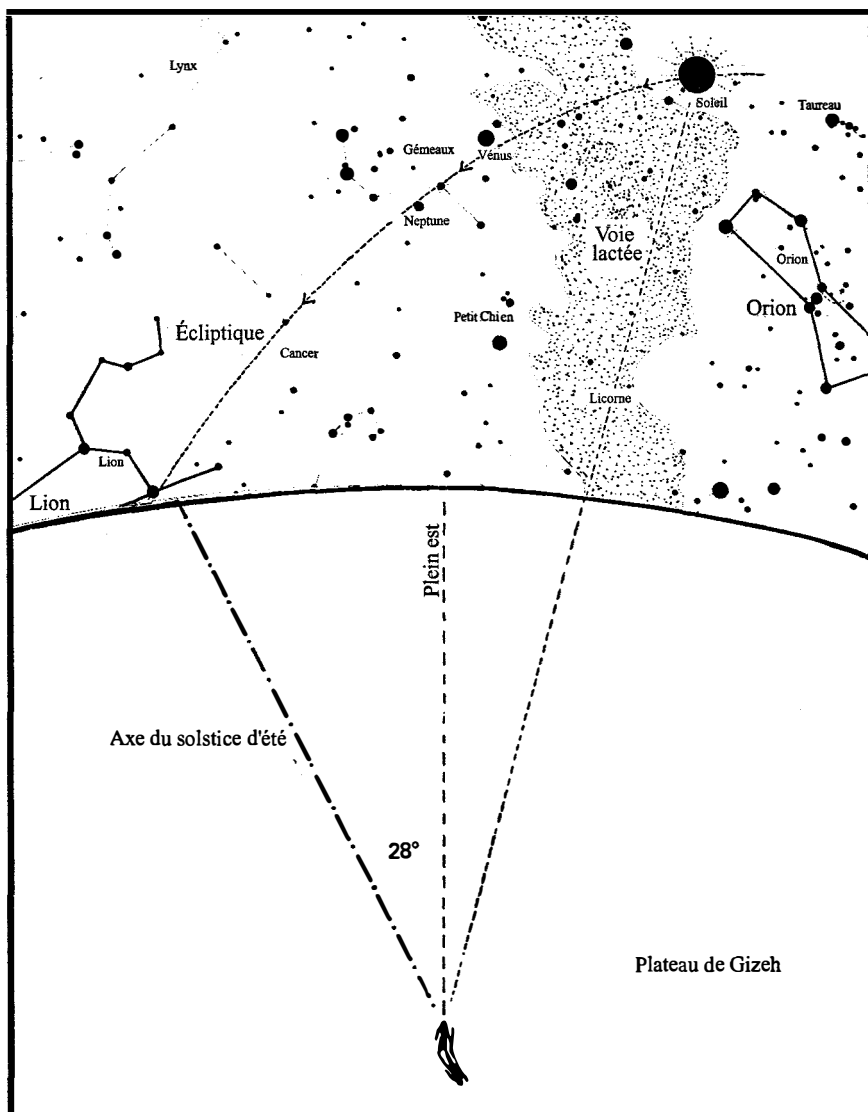 Lynx
Soleil
Taureau
Gémeaux
Vénus
Neptune
Voie
lactée
Orion
Orion
Petit Chien
Écliptique
Cancer
Licorne
Lion
Lion
Plein est
Axe du solstice d'été
28°
Plateau de Gizeh